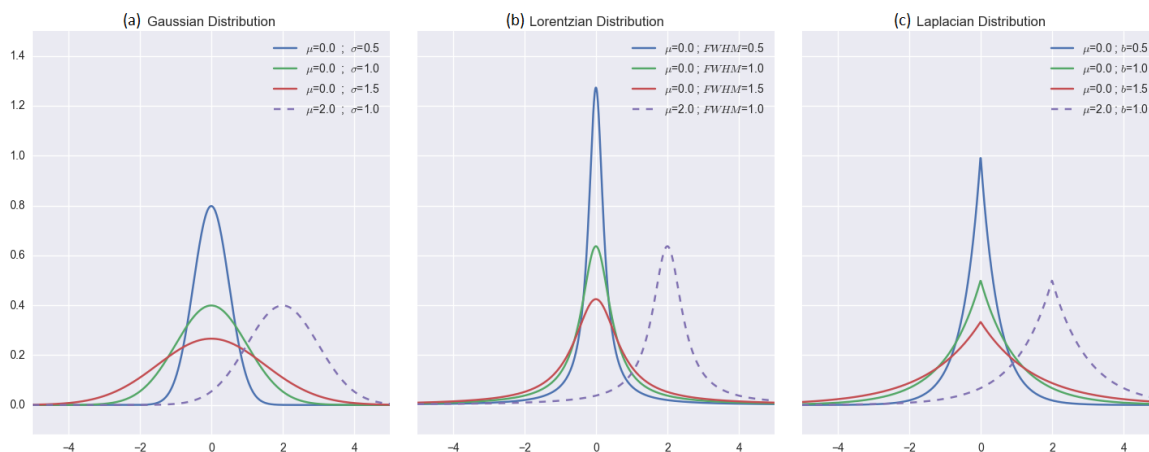 (a) Gaussian Distribution
μ=0.0 ; σ=0.5
μ=0.0 ; σ=1.0
μ=0.0 ; σ=1.5
μ=2.0 ; σ=1.0
1.4
1.2
1.0
0.8
0.6
0.4
0.2
0.0
−4 −2 0 2 4
(b) Lorentzian Distribution
μ=0.0 ; FWHM=0.5
μ=0.0 ; FWHM=1.0
μ=0.0 ; FWHM=1.5
μ=2.0 ; FWHM=1.0
−4 −2 0 2 4
(c) Laplacian Distribution
μ=0.0 ; b=0.5
μ=0.0 ; b=1.0
μ=0.0 ; b=1.5
μ=2.0 ; b=1.0
−4 −2 0 2 4